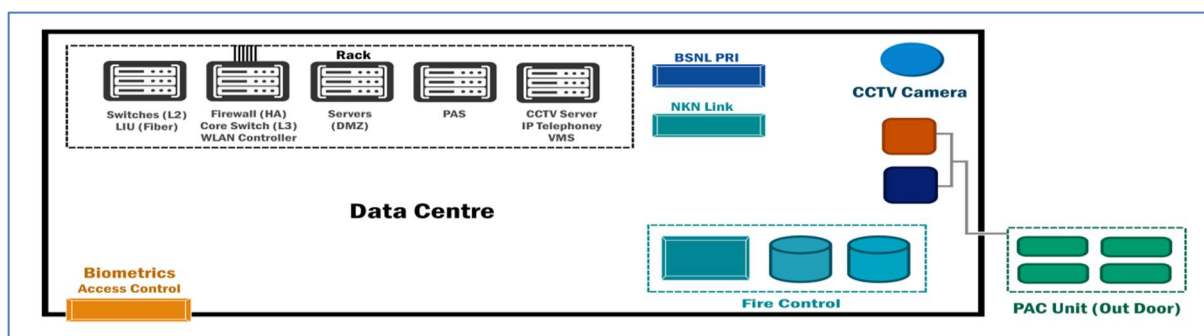 Rack
Switches (L2)
LIU (Fiber)
Firewall (HA)
Core Switch (L3)
WLAN Controller
Servers
(DMZ)
PAS
CCTV Server
IP Telephoney
VMS
BSNL PRI
NKN Link
CCTV Camera
Data Centre
Biometrics
Access Control
Fire Control
PAC Unit (Out Door)